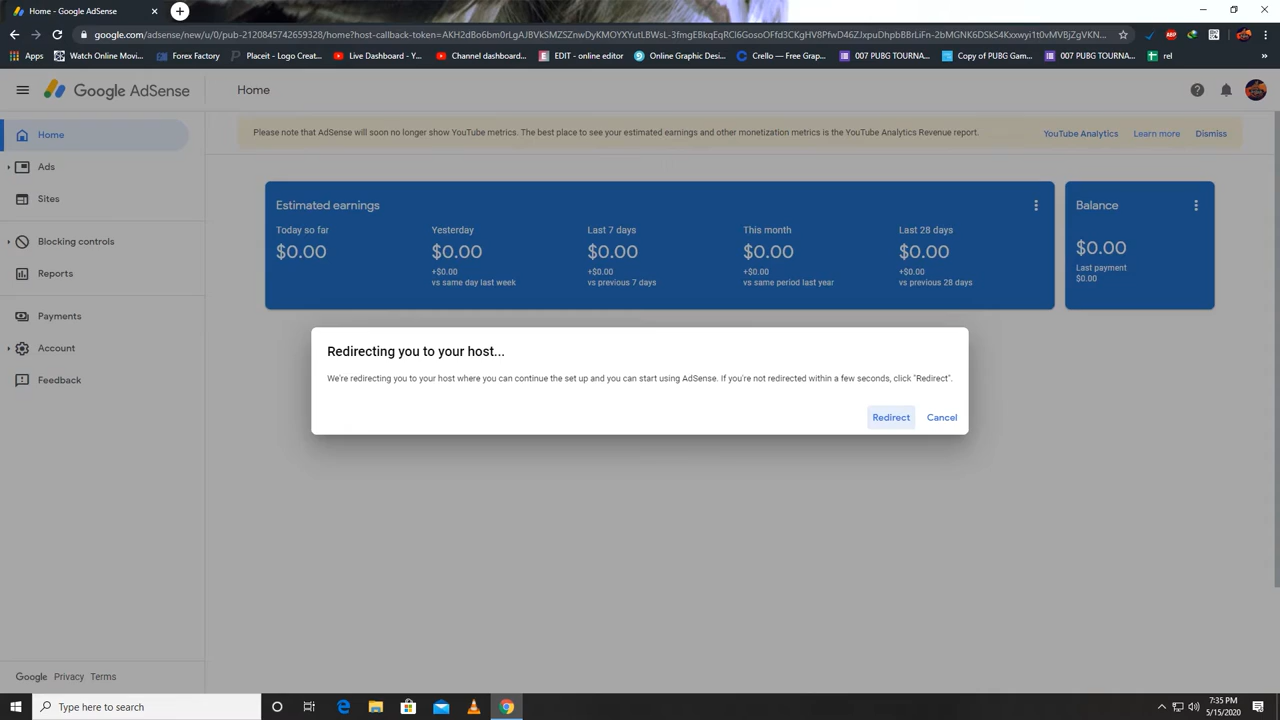 Home - Google AdSense
google.com/adsense/new/u/0/pub-2120845742659328/home?host-callback-token=
Apps
Watch Online Movi...
Forex Factory
Placeit - Logo Creat...
Live Dashboard - Y...
Channel dashboard...
EDIT - online editor
Online Graphic Desi...
Crello — Free Grap...
007 PUBG TOURNA...
Copy of PUBG Gam...
007 PUBG TOURNA...
rel
»
Google AdSense
Home
Home
Ads
Sites
Blocking controls
Reports
Payments
Account
Feedback
Please note that AdSense will soon no longer show YouTube metrics. The best place to see your estimated earnings and other monetization metrics is the YouTube Analytics Revenue report.
YouTube Analytics
Learn more
Dismiss
Estimated earnings
Today so far
$0.00
Yesterday
$0.00
+$0.00
vs same day last week
Last 7 days
$0.00
+$0.00
vs previous 7 days
This month
$0.00
+$0.00
vs same period last year
Last 28 days
$0.00
+$0.00
vs previous 28 days
Balance
$0.00
Last payment
$0.00
Redirecting you to your host...
We're redirecting you to your host where you can continue the set up and you can start using AdSense. If you're not redirected within a few seconds, click "Redirect".
Redirect
Cancel
Google Privacy Terms
Type here to search
7:35 PM
5/15/2020